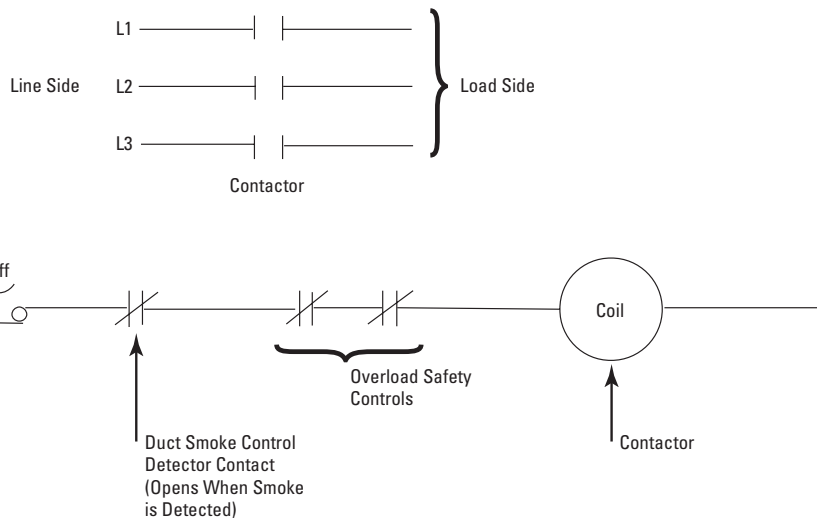 L1
Line Side
L2
Load Side
L3
Contactor
ff
Coil
Overload Safety
Controls
Duct Smoke Control
Detector Contact
(Opens When Smoke
is Detected)
Contactor